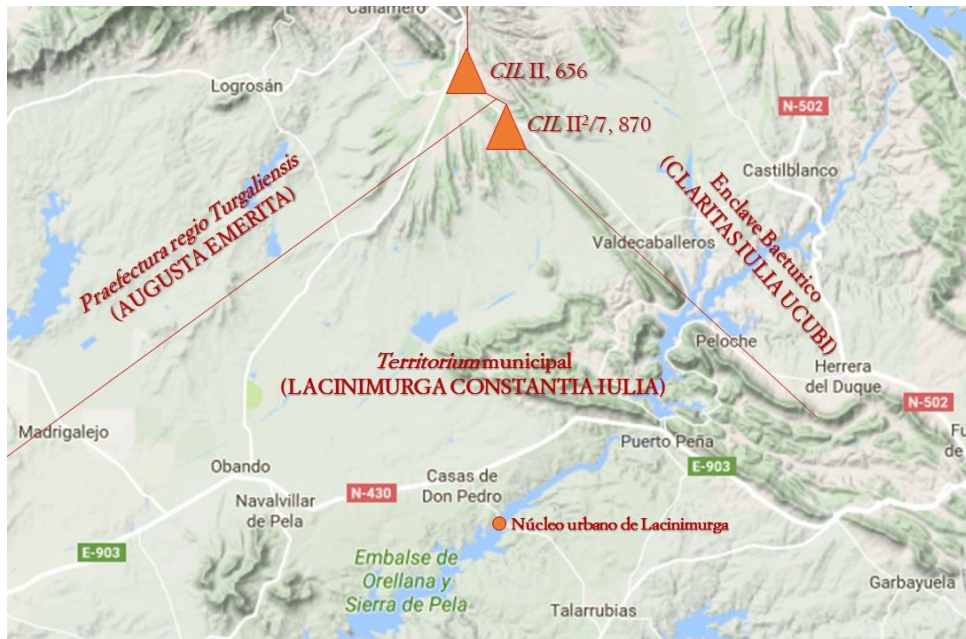 Cañamero
CIL II, 656
Logrosán
CIL II²/7, 870
N-502
Castilblanco
Praefectura regio Turgaliensis
(AUGUSTA EMERITA)
Enclave Baeturico
(CLARITAS IULIA UCUBI)
Valdecaballeros
Peloche
Territorium municipal
(LACINIMURGA CONSTANTIA IULIA)
Herrera
del Duque
N-502
Madrigalejo
Puerto Peña
Fu
de
Obando
Casas de
Don Pedro
E-903
N-430
Navalvillar
de Pela
Núcleo urbano de Lacinimurga
E-903
Embalse de
Orellana y
Sierra de Pela
Garbayuela
Talarrubias